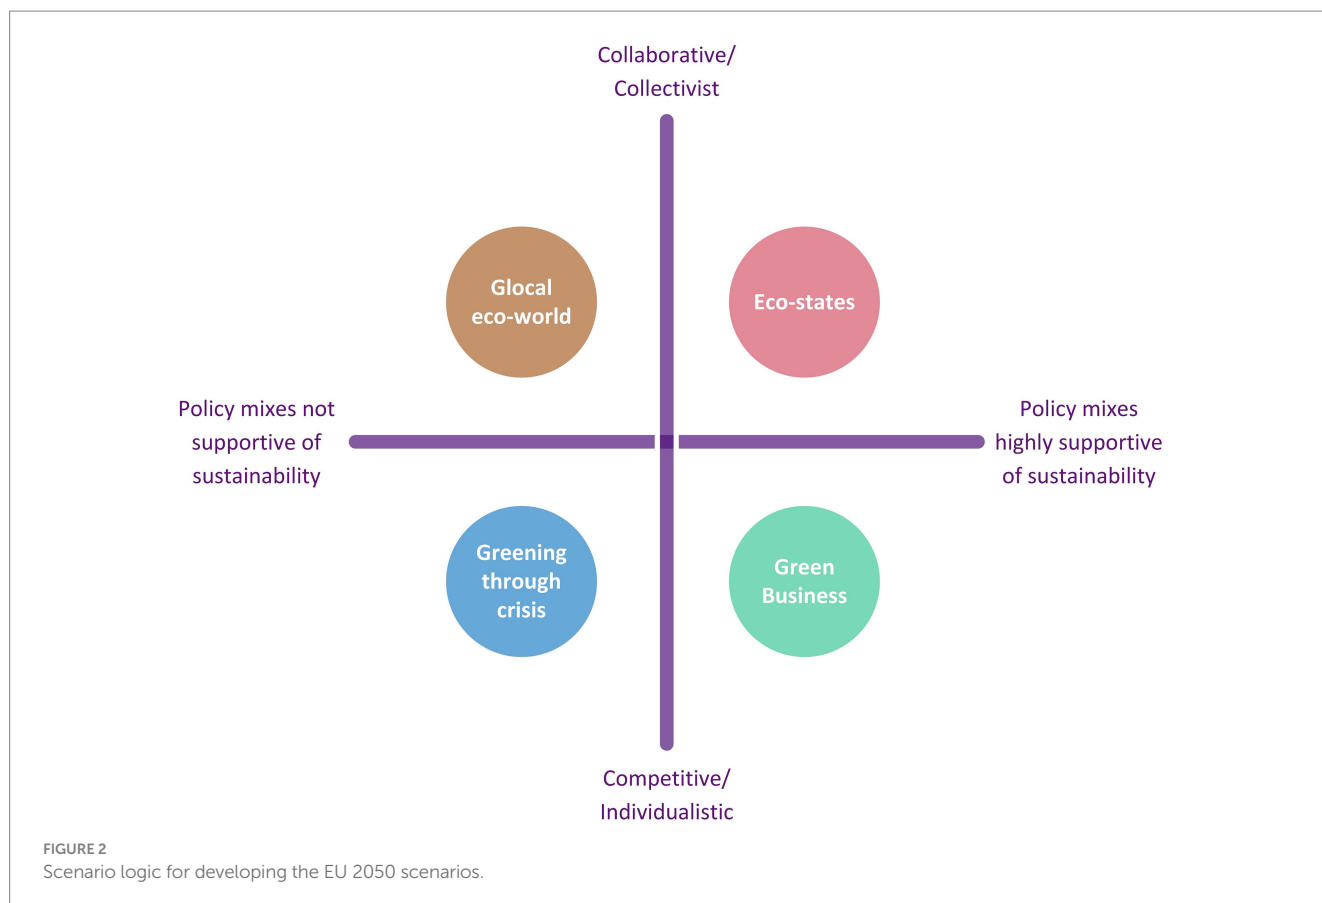 Collaborative/
Collectivist
Glocal
eco-world
Eco-states
Policy mixes not
supportive of
sustainability
Policy mixes
highly supportive
of sustainability
Greening
through
crisis
Green
Business
Competitive/
Individualistic
FIGURE 2
Scenario logic for developing the EU 2050 scenarios.